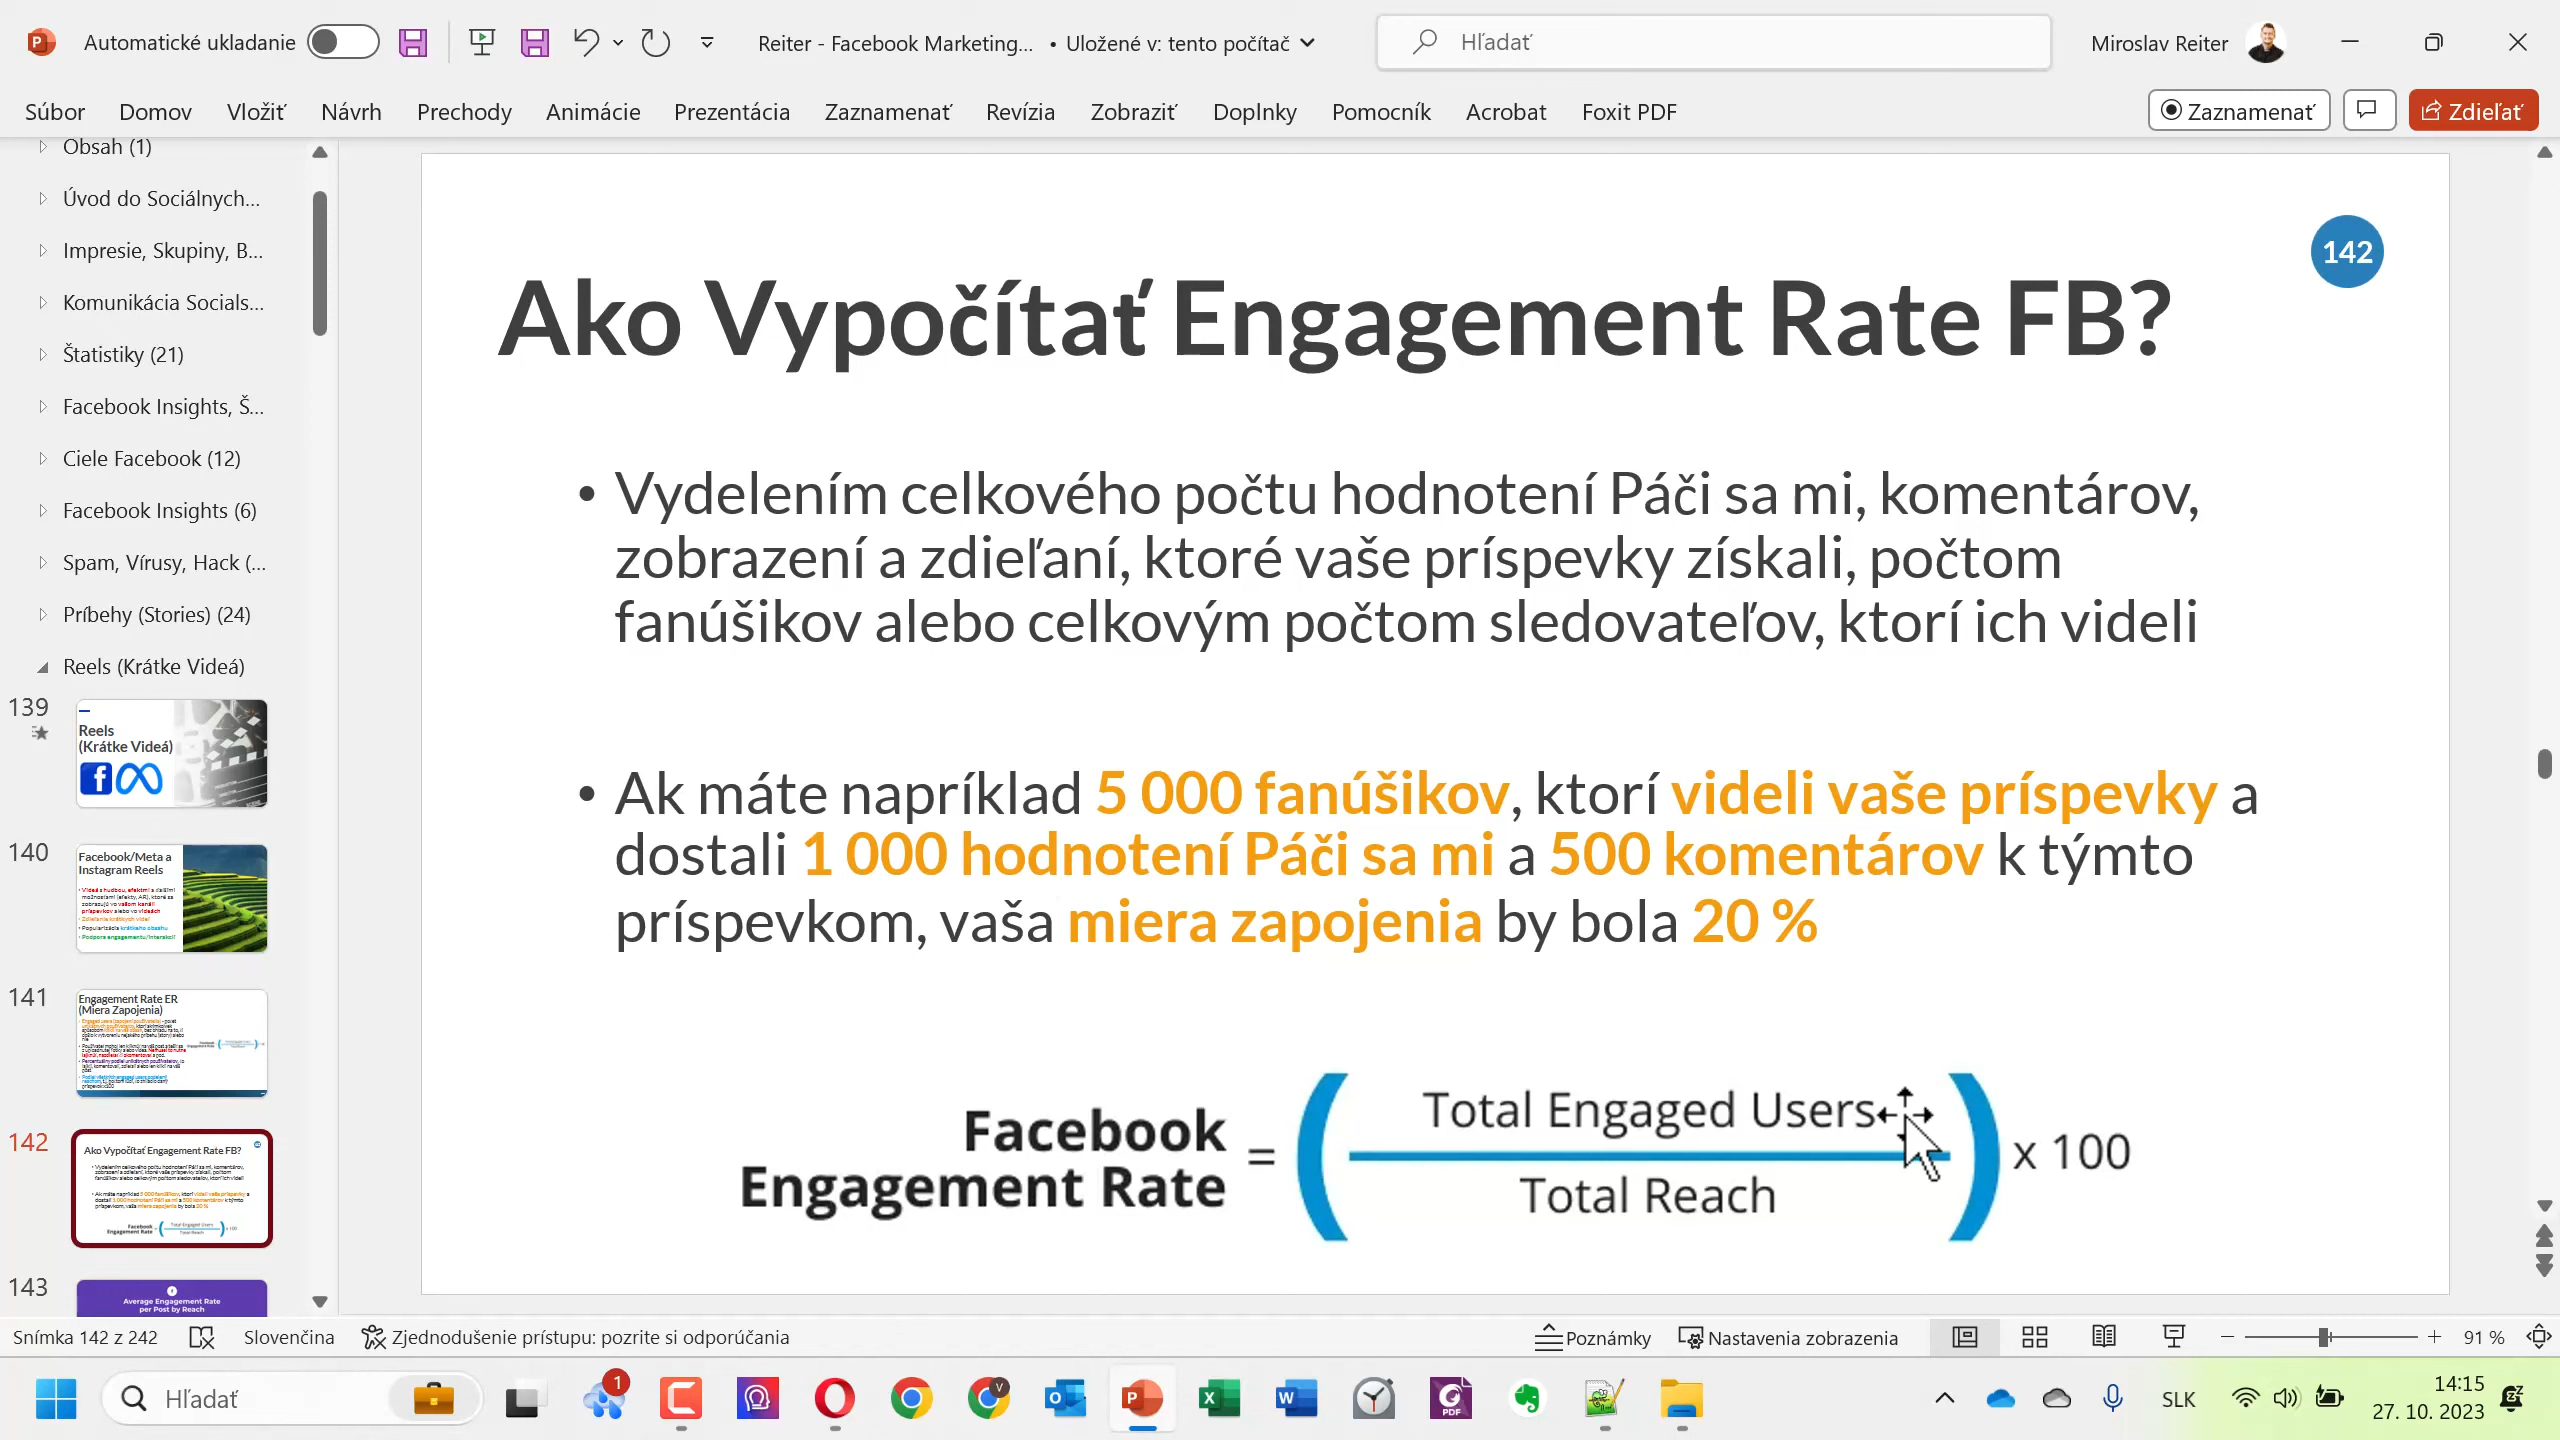 Automatické ukladanie
Reiter - Facebook Marketing... • Uložené v: tento počítač
Hľadať
Miroslav Reiter
Súbor Domov Vložiť Návrh Prechody Animácie Prezentácia Zaznamenať Revízia Zobraziť Doplnky Pomocník Acrobat Foxit PDF
Zaznamenať
Zdieľať
Obsah (1)
Úvod do Sociálnych...
Impresie, Skupiny, B...
Komunikácia Socials...
Štatistiky (21)
Facebook Insights, Š...
Ciele Facebook (12)
Facebook Insights (6)
Spam, Vírusy, Hack (...
Príbehy (Stories) (24)
Reels (Krátke Videá)
139
Reels
(Krátke Videá)
140
Facebook/Meta a
Instagram Reels
141
Engagement Rate ER
(Miera Zapojenia)
142
Ako Vypočítať Engagement Rate FB?
143
Average Engagement Rate
per Post by Reach
142
Ako Vypočítať Engagement Rate FB?
• Vydelením celkového počtu hodnotení Páči sa mi, komentárov,
zobrazení a zdieľaní, ktoré vaše príspevky získali, počtom
fanúšikov alebo celkovým počtom sledovateľov, ktorí ich videli
• Ak máte napríklad 5 000 fanúšikov, ktorí videli vaše príspevky a
dostali 1 000 hodnotení Páči sa mi a 500 komentárov k týmto
príspevkom, vaša miera zapojenia by bola 20 %
Facebook
Engagement Rate
=
Total Engaged Users
Total Reach
x 100
Snímka 142 z 242
Slovenčina
Zjednodušenie prístupu: pozrite si odporúčania
Poznámky
Nastavenia zobrazenia
91 %
Hľadať
1
SLK
14:15
27. 10. 2023